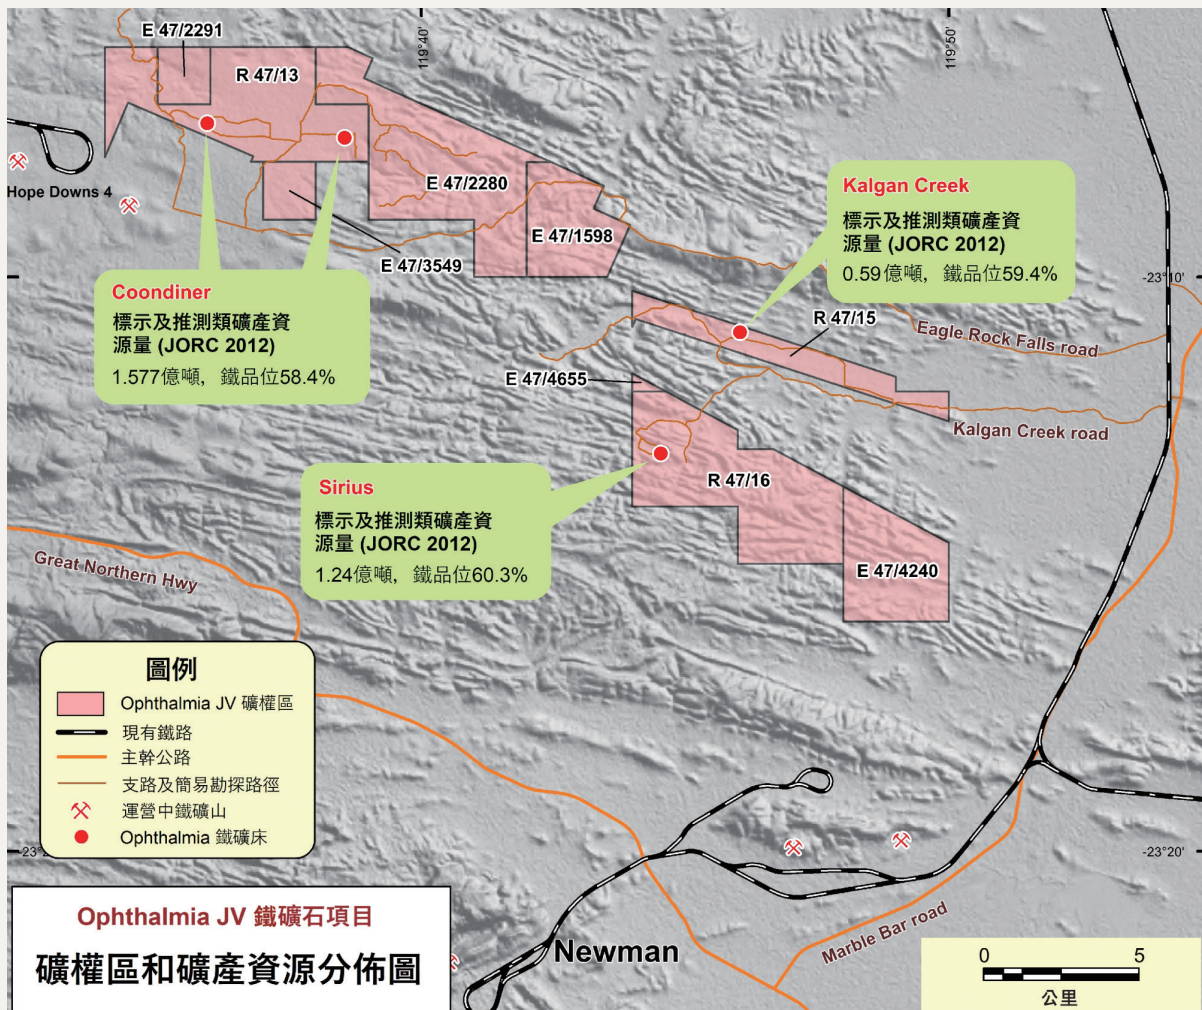 E 47/2291
R 47/13
119°40'
119°50'
Hope Downs 4
E 47/2280
E 47/1598
E 47/3549
Kalgan Creek
標示及推測類礦產資
源量 (JORC 2012)
0.59億噸, 鐵品位59.4%
-23°10'
Coondiner
標示及推測類礦產資
源量 (JORC 2012)
1.577億噸, 鐵品位58.4%
R 47/15
Eagle Rock Falls road
E 47/4655
Kalgan Creek road
Sirius
標示及推測類礦產資
源量 (JORC 2012)
1.24億噸, 鐵品位60.3%
R 47/16
E 47/4240
Great Northern Hwy
圖例
Ophthalmia JV 礦權區
現有鐵路
主幹公路
支路及簡易勘探路徑
運營中鐵礦山
Ophthalmia 鐵礦床
-23°20'
Ophthalmia JV 鐵礦石項目
礦權區和礦產資源分佈圖
Newman
Marble Bar road
0 5
公里